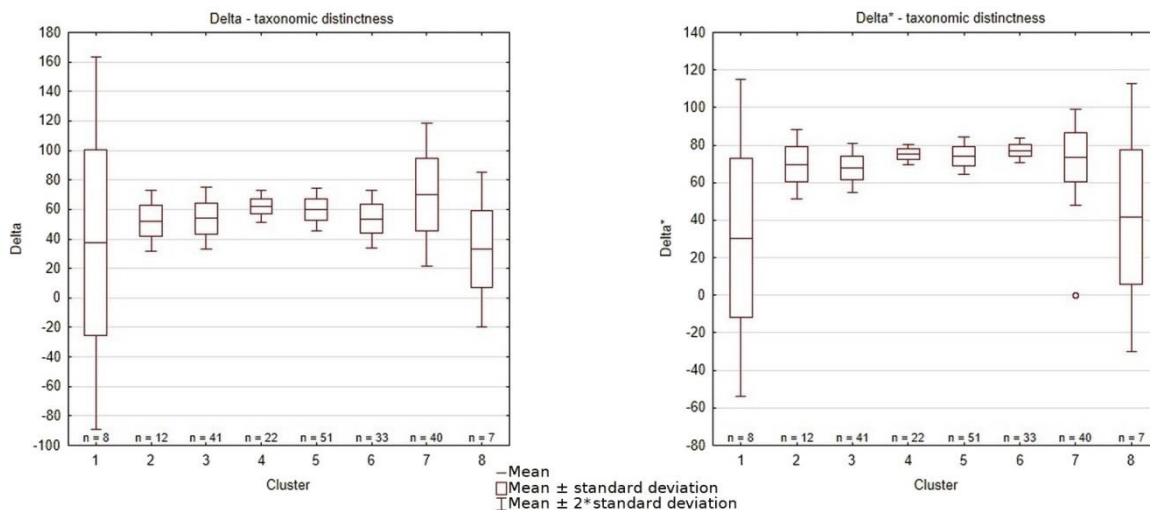 Delta - taxonomic distinctness
180
160
140
120
100
80
60
40
20
0
-20
-40
-60
-80
-100
Delta
n = 8 n = 12 n = 41 n = 22 n = 51 n = 33 n = 40 n = 7
1 2 3 4 5 6 7 8
Cluster
Delta* - taxonomic distinctness
140
120
100
80
60
40
20
0
-20
-40
-60
-80
Delta*
n = 8 n = 12 n = 41 n = 22 n = 51 n = 33 n = 40 n = 7
1 2 3 4 5 6 7 8
Cluster
Mean
Mean ± standard deviation
Mean ± 2*standard deviation